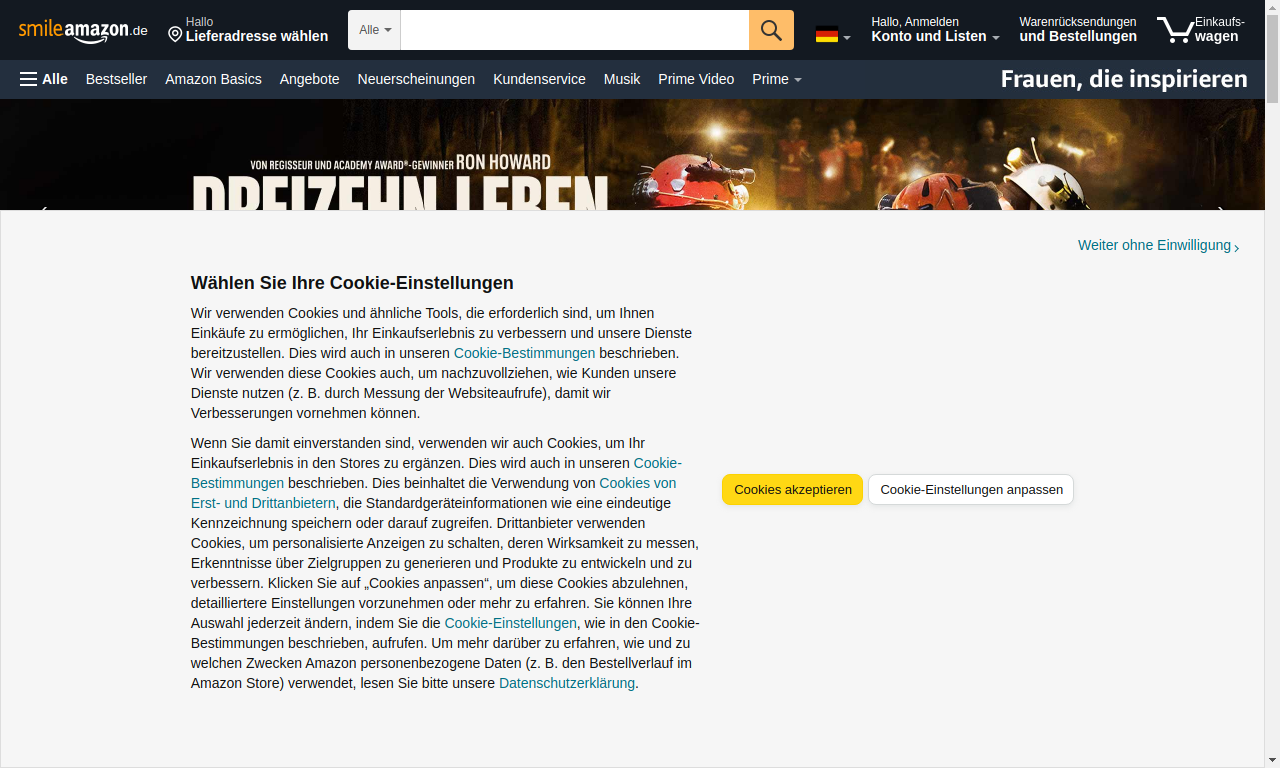 smileamazon.de
Hallo
Lieferadresse wählen
Alle
Hallo, Anmelden
Konto und Listen
Warenrücksendungen
und Bestellungen
Einkaufs-
wagen
Alle Bestseller Amazon Basics Angebote Neuerscheinungen Kundenservice Musik Prime Video Prime Frauen, die inspirieren
VON REGISSEUR UND ACADEMY AWARD®-GEWINNER RON HOWARD
DREIZEHN LEBEN
Weiter ohne Einwilligung
Wählen Sie Ihre Cookie-Einstellungen
Wir verwenden Cookies und ähnliche Tools, die erforderlich sind, um Ihnen
Einkäufe zu ermöglichen, Ihr Einkaufserlebnis zu verbessern und unsere Dienste
bereitzustellen. Dies wird auch in unseren Cookie-Bestimmungen beschrieben.
Wir verwenden diese Cookies auch, um nachzuvollziehen, wie Kunden unsere
Dienste nutzen (z. B. durch Messung der Websiteaufrufe), damit wir
Verbesserungen vornehmen können.
Wenn Sie damit einverstanden sind, verwenden wir auch Cookies, um Ihr
Einkaufserlebnis in den Stores zu ergänzen. Dies wird auch in unseren Cookie-
Bestimmungen beschrieben. Dies beinhaltet die Verwendung von Cookies von
Erst- und Drittanbietern, die Standardgeräteinformationen wie eine eindeutige
Kennzeichnung speichern oder darauf zugreifen. Drittanbieter verwenden
Cookies, um personalisierte Anzeigen zu schalten, deren Wirksamkeit zu messen,
Erkenntnisse über Zielgruppen zu generieren und Produkte zu entwickeln und zu
verbessern. Klicken Sie auf „Cookies anpassen“, um diese Cookies abzulehnen,
detailliertere Einstellungen vorzunehmen oder mehr zu erfahren. Sie können Ihre
Auswahl jederzeit ändern, indem Sie die Cookie-Einstellungen, wie in den Cookie-
Bestimmungen beschrieben, aufrufen. Um mehr darüber zu erfahren, wie und zu
welchen Zwecken Amazon personenbezogene Daten (z. B. den Bestellverlauf im
Amazon Store) verwendet, lesen Sie bitte unsere Datenschutzerklärung.
Cookies akzeptieren
Cookie-Einstellungen anpassen